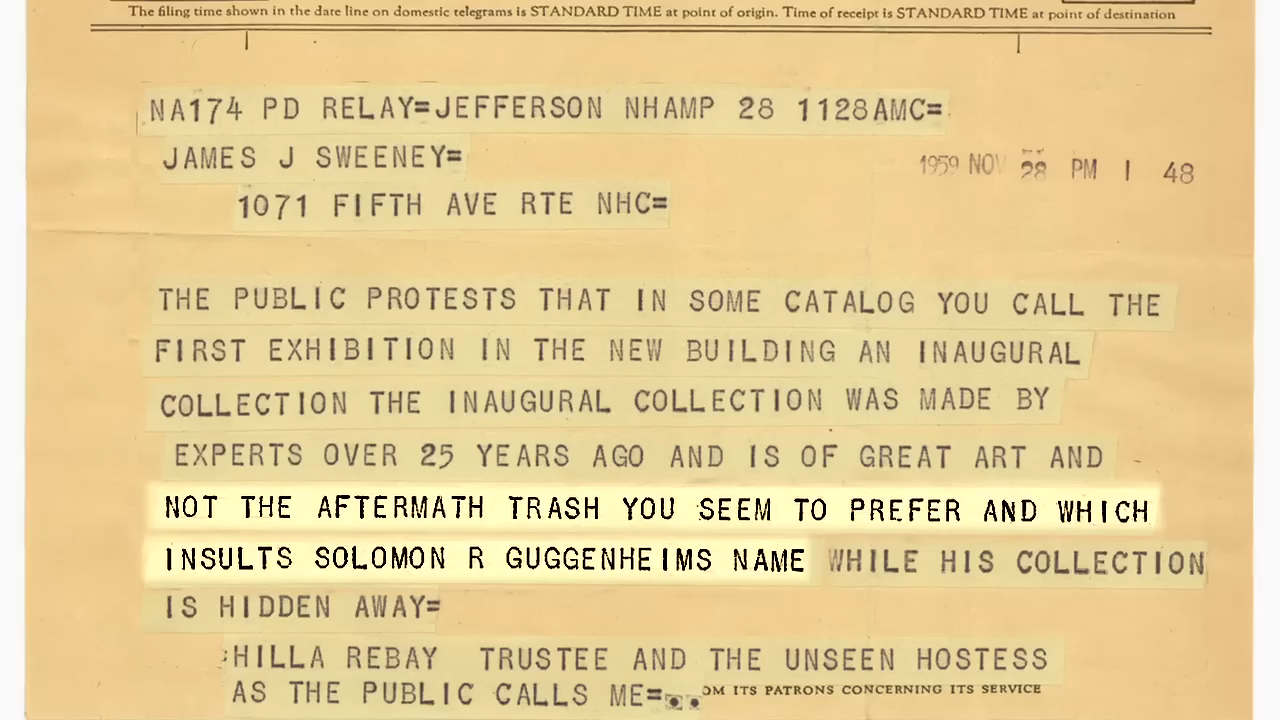 The filing time shown in the date line on domestic telegrams is STANDARD TIME at point of origin. Time of receipt is STANDARD TIME at point of destination
NA174 PD RELAY=JEFFERSON NHAMP 28 1128AMC=
JAMES J SWEENEY=
1959 NOV 28 PM 1 48
1071 FIFTH AVE RTE NHC=
THE PUBLIC PROTESTS THAT IN SOME CATALOG YOU CALL THE
FIRST EXHIBITION IN THE NEW BUILDING AN INAUGURAL
COLLECTION THE INAUGURAL COLLECTION WAS MADE BY
EXPERTS OVER 25 YEARS AGO AND IS OF GREAT ART AND
NOT THE AFTERMATH TRASH YOU SEEM TO PREFER AND WHICH
INSULTS SOLOMON R GUGGENHEIMS NAME WHILE HIS COLLECTION
IS HIDDEN AWAY=
HILLA REBAY TRUSTEE AND THE UNSEEN HOSTESS
AS THE PUBLIC CALLS ME=
OM ITS PATRONS CONCERNING ITS SERVICE